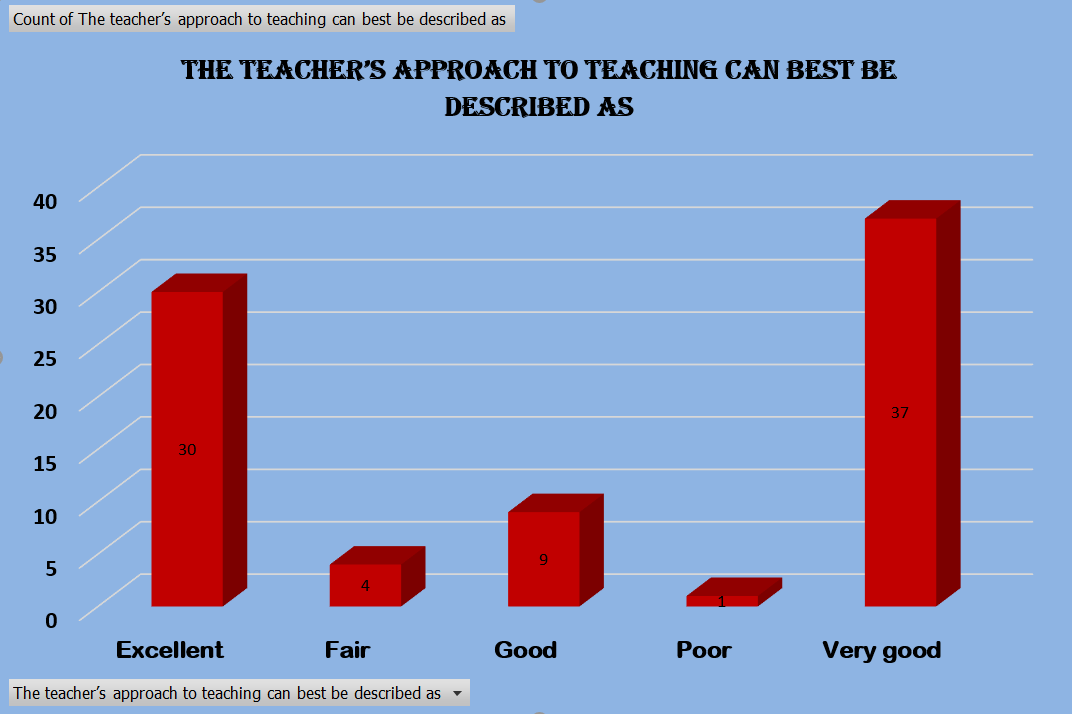 Count of The teacher's approach to teaching can best be described as
THE TEACHER'S APPROACH TO TEACHING CAN BEST BE
DESCRIBED AS
40
35
30
25
20
15
10
5
0
30
4
9
1
37
Excellent Fair Good Poor Very good
The teacher's approach to teaching can best be described as